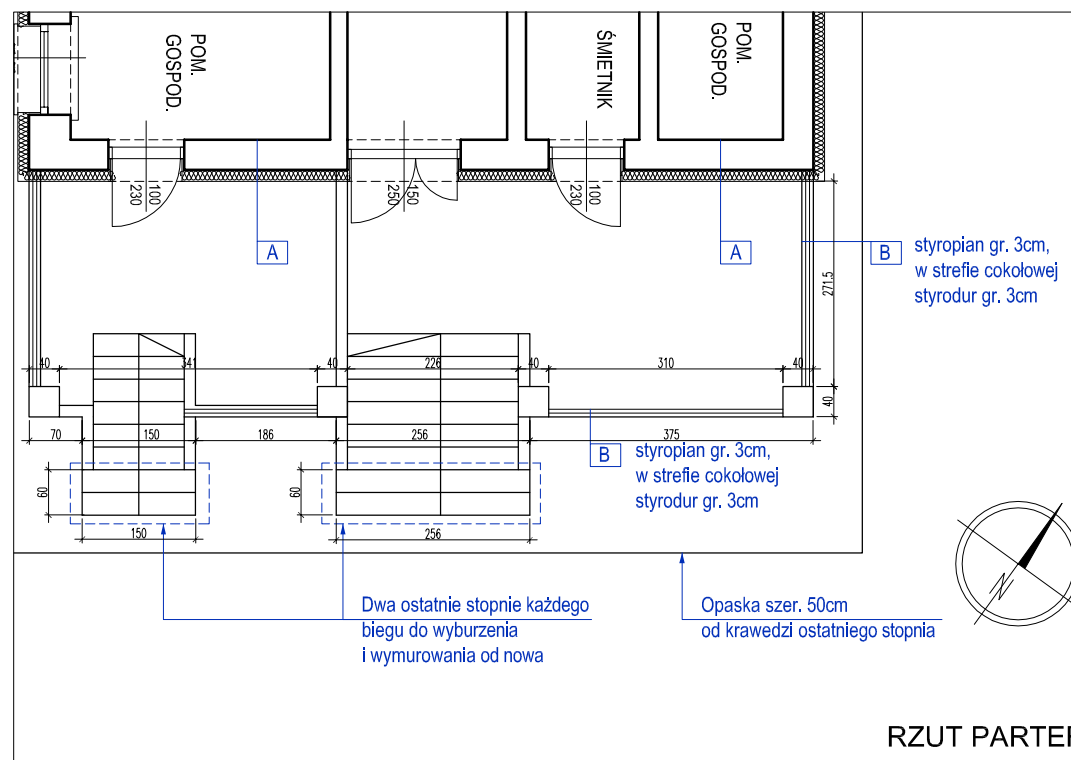 POM.
GOSPOD.
ŚMIETNIK
POM.
GOSPOD.
100
230
150
250
100
230
A
A
B
styropian gr. 3cm,
w strefie cokołowej
styrodur gr. 3cm
271.5
40
341
40
226
40
310
40
40
70
150
186
256
375
B
styropian gr. 3cm,
w strefie cokołowej
styrodur gr. 3cm
60
60
150
256
Dwa ostatnie stopnie każdego
biegu do wyburzenia
i wymurowania od nowa
Opaska szer. 50cm
od krawedzi ostatniego stopnia
N
RZUT PARTER